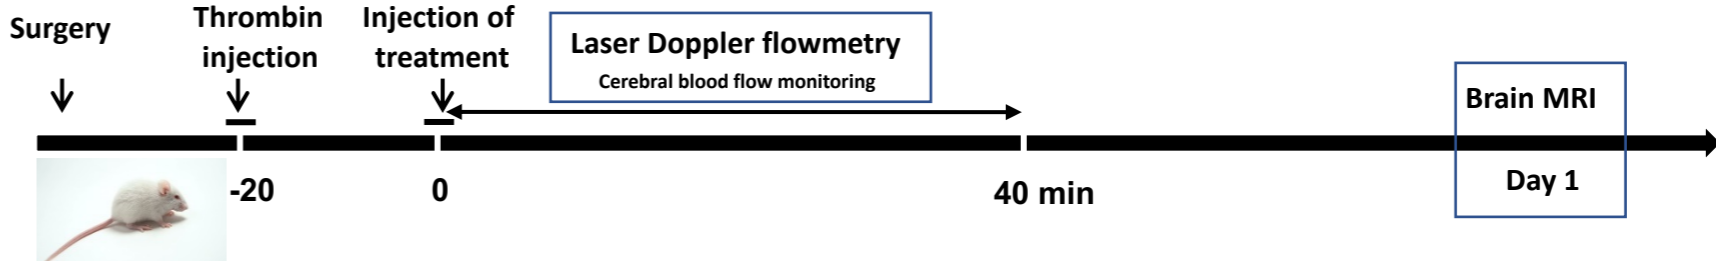 Surgery
Thrombin
injection
Injection of
treatment
Laser Doppler flowmetry
Cerebral blood flow monitoring
Brain MRI
-20
0
40 min
Day 1